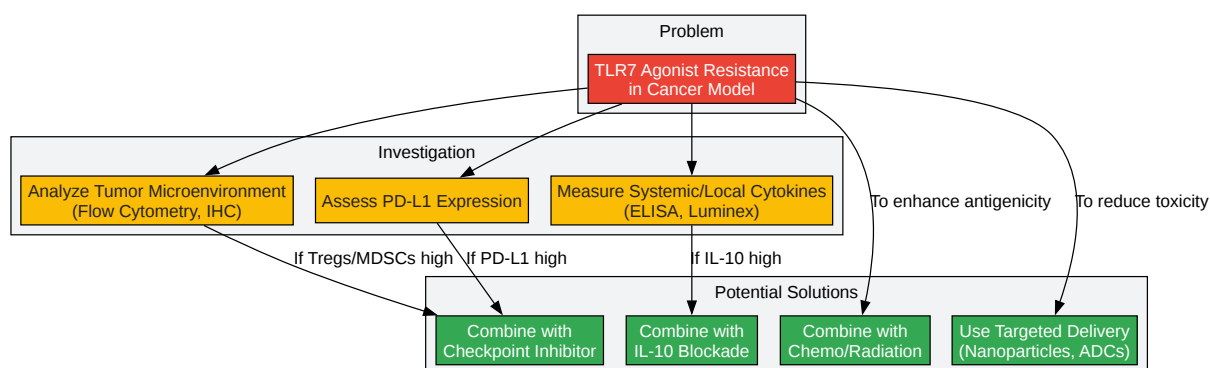 Problem
TLR7 Agonist Resistance
in Cancer Model
Investigation
Analyze Tumor Microenvironment
(Flow Cytometry, IHC)
Assess PD-L1 Expression
Measure Systemic/Local Cytokines
(ELISA, Luminex)
To enhance antigenicity
To reduce toxicity
If Tregs/MDSCs high
If PD-L1 high
If IL-10 high
Potential Solutions
Combine with
Checkpoint Inhibitor
Combine with
IL-10 Blockade
Combine with
Chemo/Radiation
Use Targeted Delivery
(Nanoparticles, ADCs)